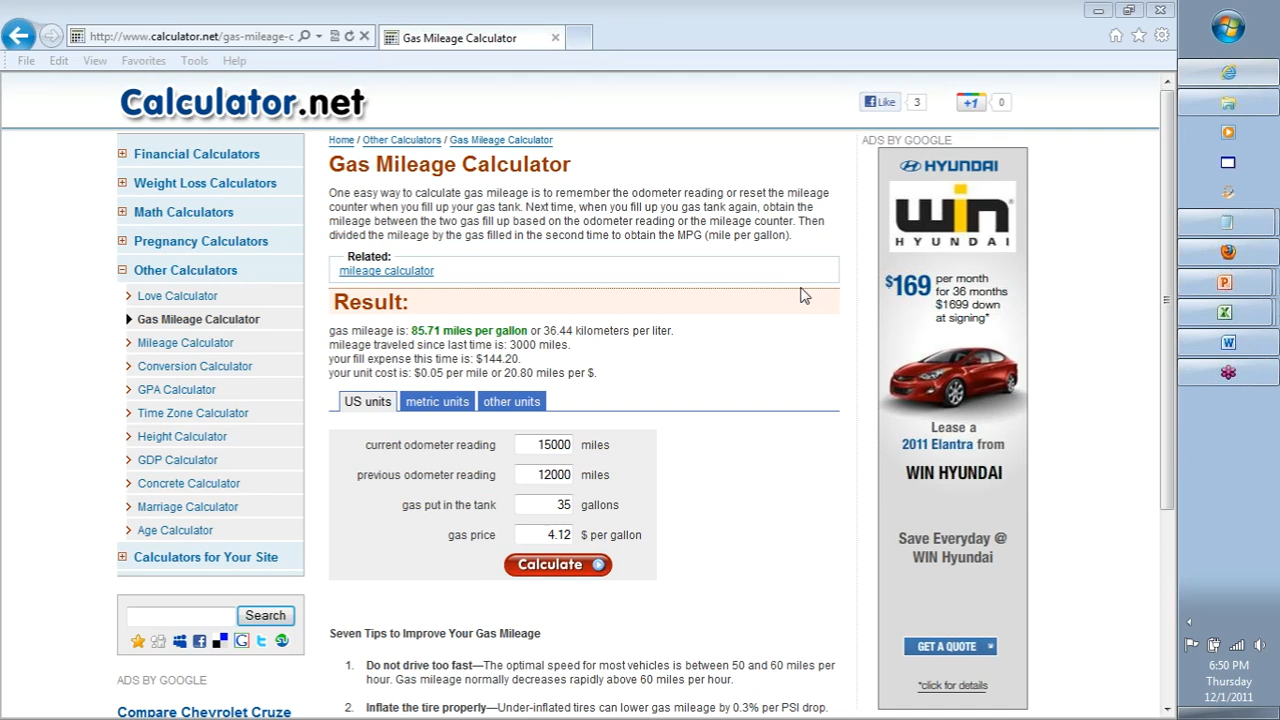 http://www.calculator.net/gas-mileage-c
Gas Mileage Calculator
File Edit View Favorites Tools Help
Calculator.net
Like 3
+1 0
Financial Calculators
Weight Loss Calculators
Math Calculators
Pregnancy Calculators
Other Calculators
Love Calculator
Gas Mileage Calculator
Mileage Calculator
Conversion Calculator
GPA Calculator
Time Zone Calculator
Height Calculator
GDP Calculator
Concrete Calculator
Marriage Calculator
Age Calculator
Calculators for Your Site
Search
ADS BY GOOGLE
Compare Chevrolet Cruze
Home / Other Calculators / Gas Mileage Calculator
Gas Mileage Calculator
One easy way to calculate gas mileage is to remember the odometer reading or reset the mileage
counter when you fill up your gas tank. Next time, when you fill up you gas tank again, obtain the
mileage between the two gas fill up based on the odometer reading or the mileage counter. Then
divided the mileage by the gas filled in the second time to obtain the MPG (mile per gallon).
Related:
mileage calculator
Result:
gas mileage is: 85.71 miles per gallon or 36.44 kilometers per liter.
mileage traveled since last time is: 3000 miles.
your fill expense this time is: $144.20.
your unit cost is: $0.05 per mile or 20.80 miles per $.
US units metric units other units
current odometer reading 15000 miles
previous odometer reading 12000 miles
gas put in the tank 35 gallons
gas price 4.12 $ per gallon
Calculate
Seven Tips to Improve Your Gas Mileage
1. Do not drive too fast—The optimal speed for most vehicles is between 50 and 60 miles per
hour. Gas mileage normally decreases rapidly above 60 miles per hour.
2. Inflate the tire properly—Under-inflated tires can lower gas mileage by 0.3% per PSI drop.
ADS BY GOOGLE
HYUNDAI
win
HYUNDAI
$169 per month
for 36 months
$1699 down
at signing*
Lease a
2011 Elantra from
WIN HYUNDAI
Save Everyday @
WIN Hyundai
GET A QUOTE
*click for details
6:50 PM
Thursday
12/1/2011